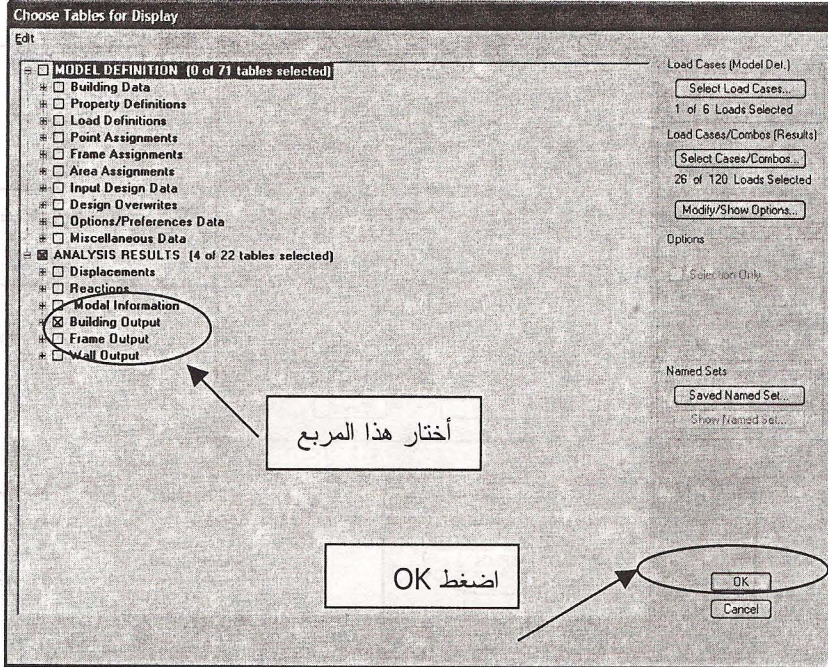 Choose Tables for Display
Edit
MODEL DEFINITION (0 of 71 tables selected)
Building Data
Property Definitions
Load Definitions
Point Assignments
Frame Assignments
Area Assignments
Input Design Data
Design Overwrites
Options/Preferences Data
Miscellaneous Data
ANALYSIS RESULTS (4 of 22 tables selected)
Displacements
Reactions
Modal Information
Building Output
Frame Output
Wall Output
Load Cases (Model Def.)
Select Load Cases...
1 of 6 Loads Selected
Load Cases/Combos (Results)
Select Cases/Combos...
26 of 120 Loads Selected
Modify/Show Options...
Options
Selection Only
Named Sets
Saved Named Set...
Show Named Set...
أختار هذا المربع
اضغط OK
OK
Cancel